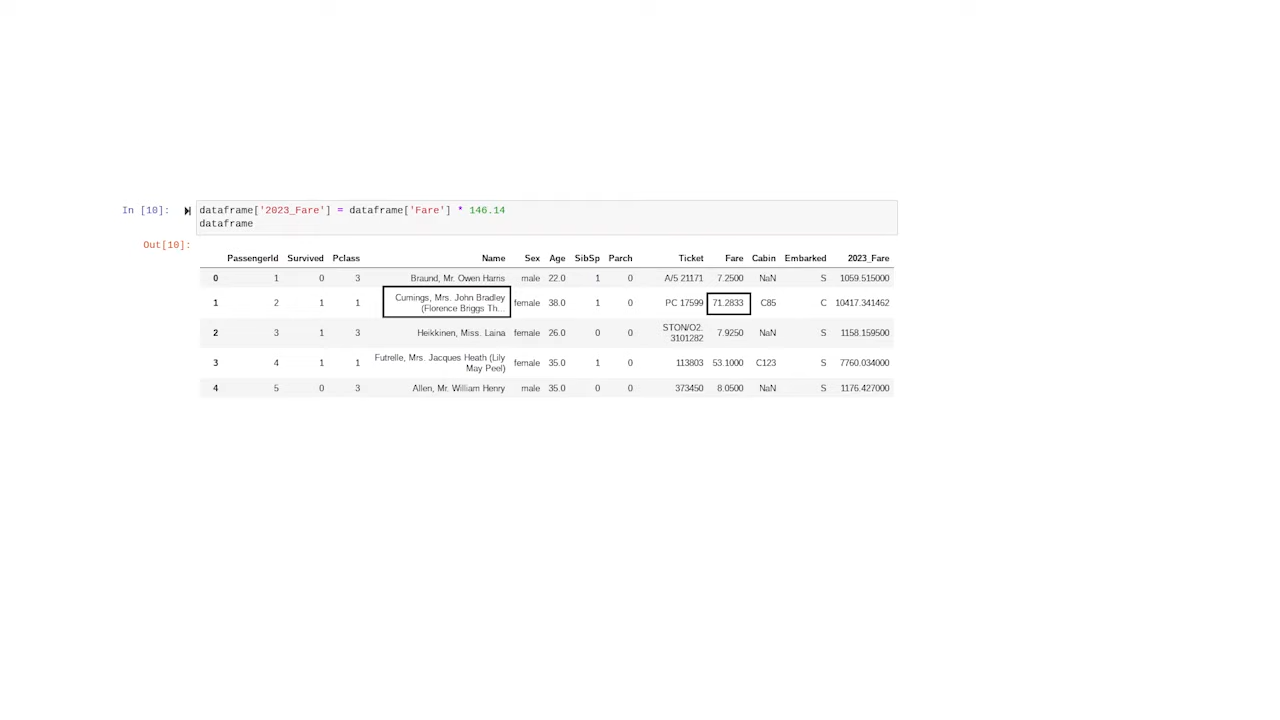 In [10]: dataframe['2023_Fare'] = dataframe['Fare'] * 146.14
dataframe
Out[10]:
PassengerId Survived Pclass Name Sex Age SibSp Parch Ticket Fare Cabin Embarked 2023_Fare
0 1 0 3 Braund, Mr. Owen Harris male 22.0 1 0 A/5 21171 7.2500 NaN S 1059.515000
1 2 1 1 Cumings, Mrs. John Bradley (Florence Briggs Th... female 38.0 1 0 PC 17599 71.2833 C85 C 10417.341462
2 3 1 3 Heikkinen, Miss. Laina female 26.0 0 0 STON/O2. 3101282 7.9250 NaN S 1158.159500
3 4 1 1 Futrelle, Mrs. Jacques Heath (Lily May Peel) female 35.0 1 0 113803 53.1000 C123 S 7760.034000
4 5 0 3 Allen, Mr. William Henry male 35.0 0 0 373450 8.0500 NaN S 1176.427000